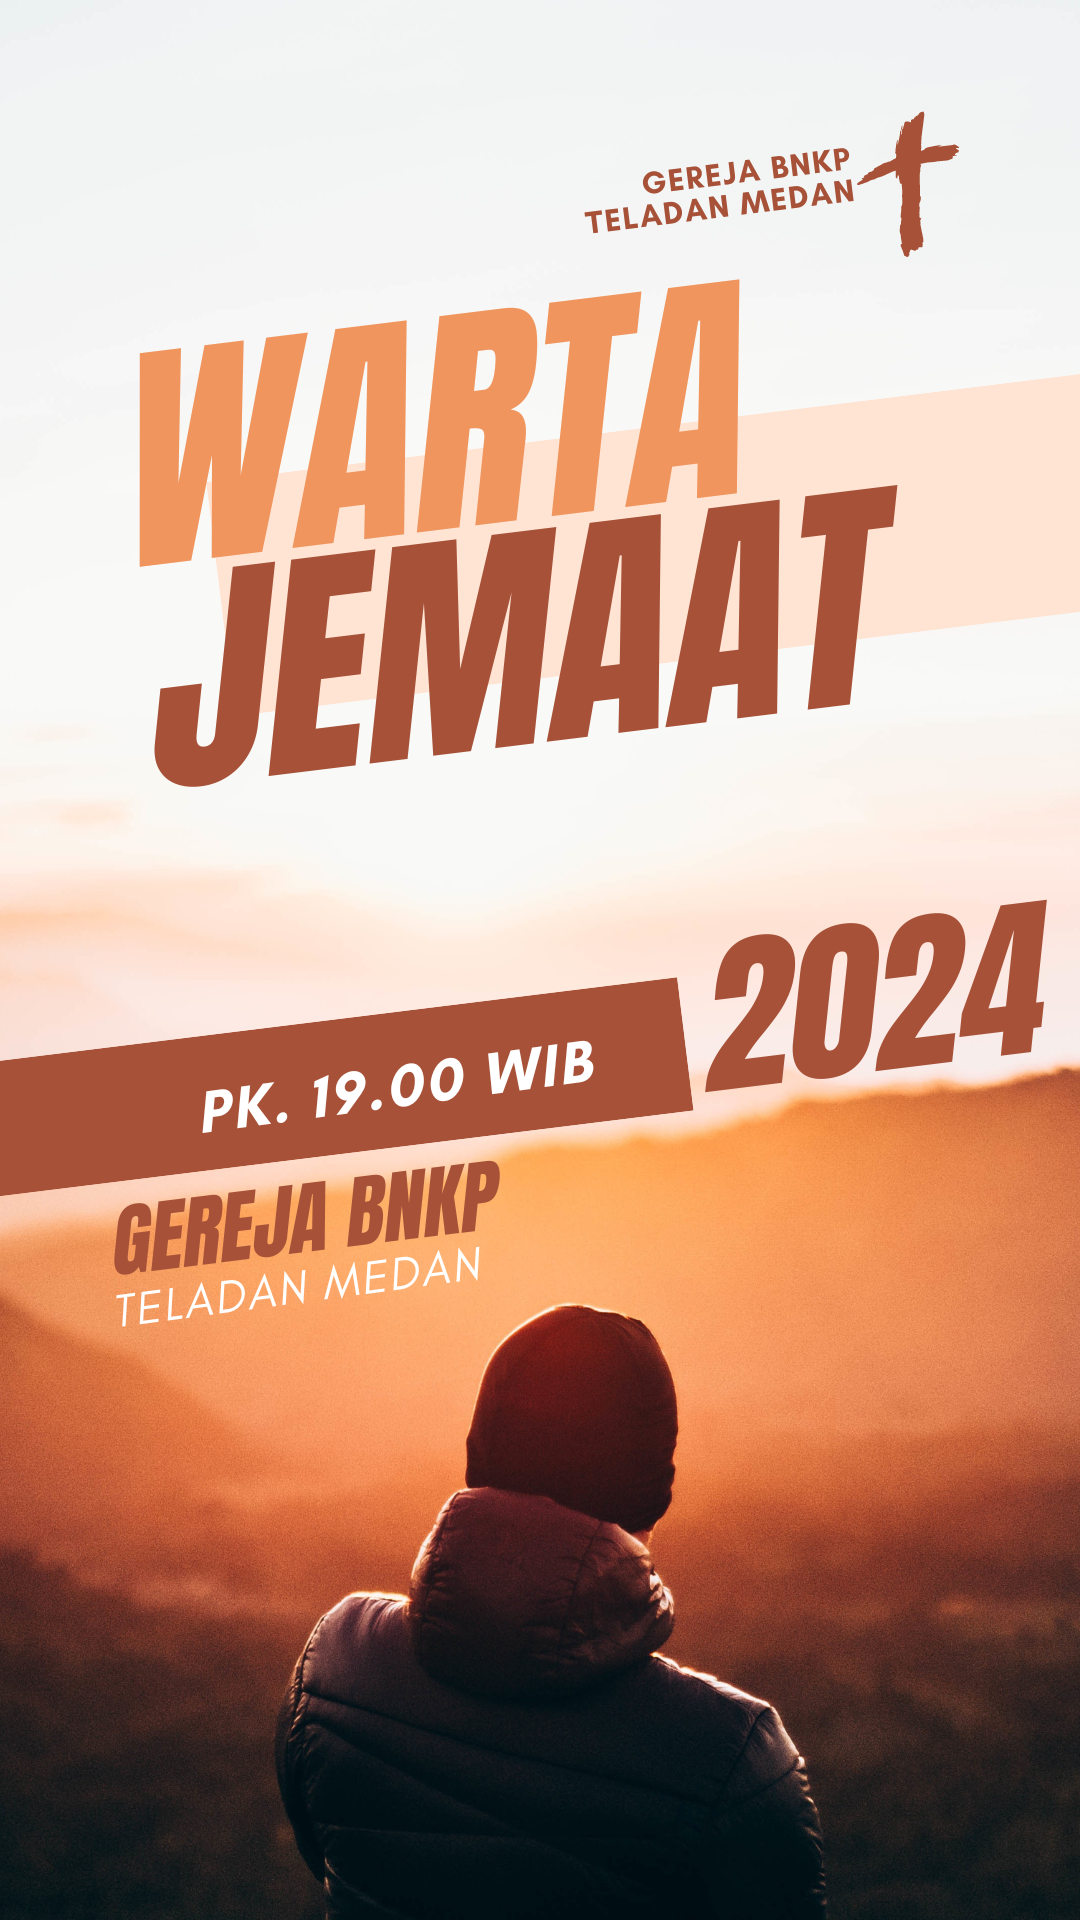 GEREJA BNKP
TELADAN MEDAN
WARTA
JEMAAT
2024
PK. 19.00 WIB
GEREJA BNKP
TELADAN MEDAN